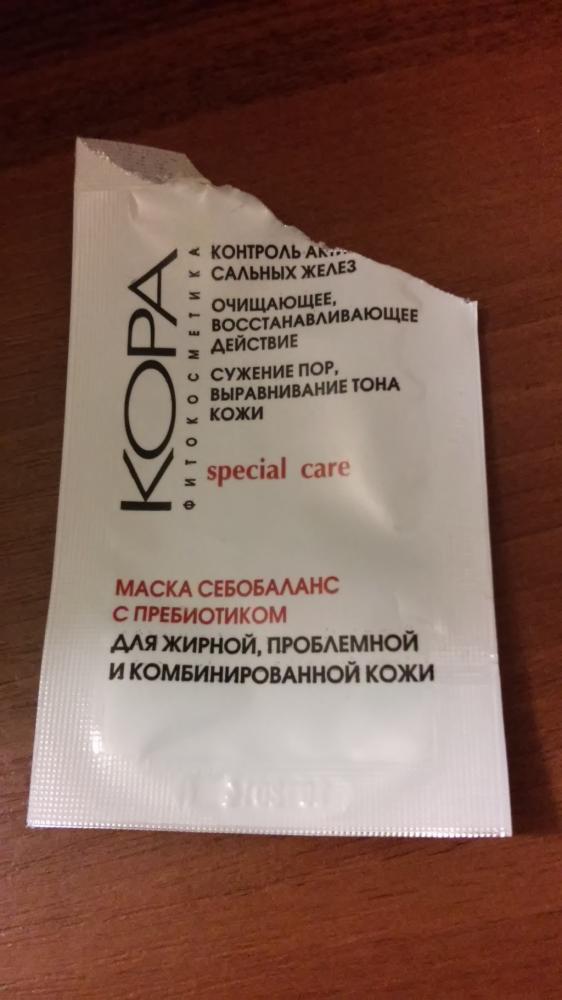 КОРА
ФИТОКОСМЕТИКА
КОНТРОЛЬ
САЛЬНЫХ ЖЕЛЕЗ
ОЧИЩАЮЩЕЕ,
ВОССТАНАВЛИВАЮЩЕЕ
ДЕЙСТВИЕ
СУЖЕНИЕ ПОР,
ВЫРАВНИВАНИЕ ТОНА
КОЖИ
special care
МАСКА СЕБОБАЛАНС
С ПРЕБИОТИКОМ
ДЛЯ ЖИРНОЙ, ПРОБЛЕМНОЙ
И КОМБИНИРОВАННОЙ КОЖИ